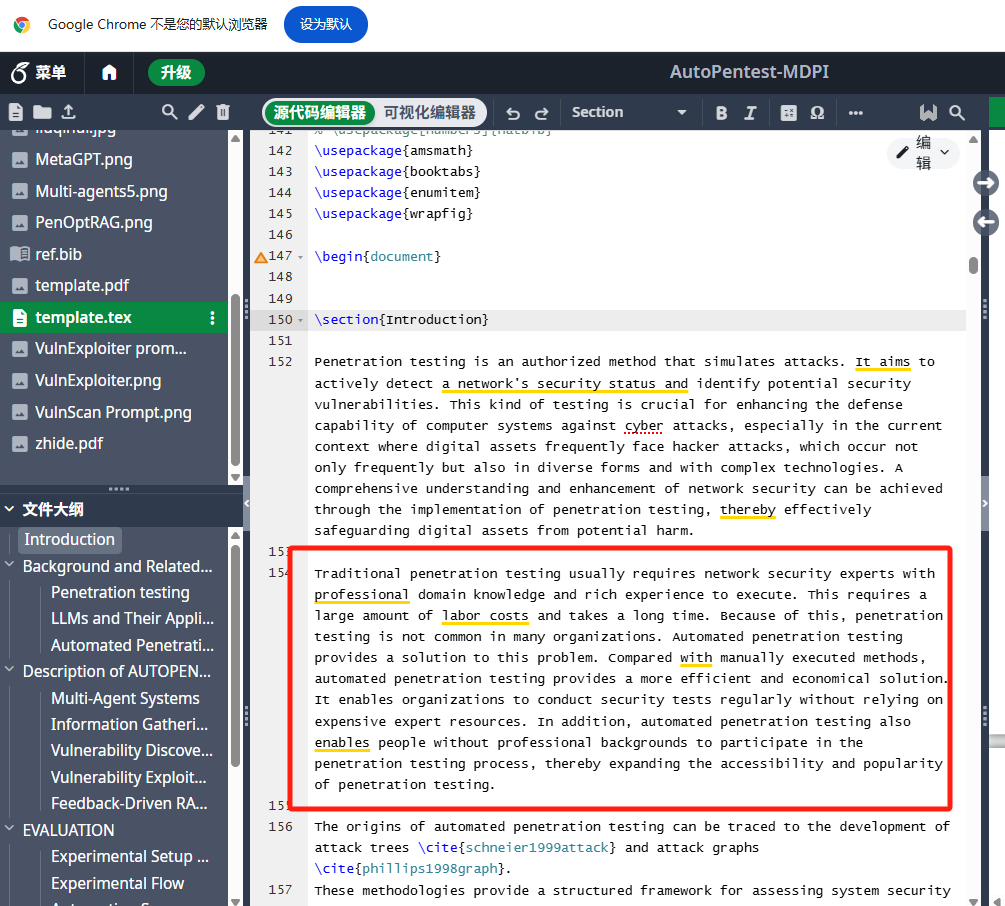 Google Chrome 不是您的默认浏览器
设为默认
菜单
升级
AutoPentest-MDPI
源代码编辑器
可视化编辑器
Section
B
I
Ω
编辑
liuqinui.jpg
MetaGPT.png
Multi-agents5.png
PenOptRAG.png
ref.bib
template.pdf
template.tex
VulnExploiter prom...
VulnExploiter.png
VulnScan Prompt.png
zhide.pdf
文件大纲
Introduction
Background and Related...
Penetration testing
LLMs and Their Appli...
Automated Penetrati...
Description of AUTOPEN...
Multi-Agent Systems
Information Gatheri...
Vulnerability Discove...
Vulnerability Exploit...
Feedback-Driven RA...
EVALUATION
Experimental Setup ...
Experimental Flow
141 % \usepackage[numbers]{natbib}
142 \usepackage{amsmath}
143 \usepackage{booktabs}
144 \usepackage{enumitem}
145 \usepackage{wrapfig}
146
147 \begin{document}
148
149
150 \section{Introduction}
151
152 Penetration testing is an authorized method that simulates attacks. It aims to
actively detect a network's security status and identify potential security
vulnerabilities. This kind of testing is crucial for enhancing the defense
capability of computer systems against cyber attacks, especially in the current
context where digital assets frequently face hacker attacks, which occur not
only frequently but also in diverse forms and with complex technologies. A
comprehensive understanding and enhancement of network security can be achieved
through the implementation of penetration testing, thereby effectively
safeguarding digital assets from potential harm.
153
154 Traditional penetration testing usually requires network security experts with
professional domain knowledge and rich experience to execute. This requires a
large amount of labor costs and takes a long time. Because of this, penetration
testing is not common in many organizations. Automated penetration testing
provides a solution to this problem. Compared with manually executed methods,
automated penetration testing provides a more efficient and economical solution.
It enables organizations to conduct security tests regularly without relying on
expensive expert resources. In addition, automated penetration testing also
enables people without professional backgrounds to participate in the
penetration testing process, thereby expanding the accessibility and popularity
of penetration testing.
155
156 The origins of automated penetration testing can be traced to the development of
attack trees \cite{schneier1999attack} and attack graphs
\cite{phillips1998graph}.
157 These methodologies provide a structured framework for assessing system security